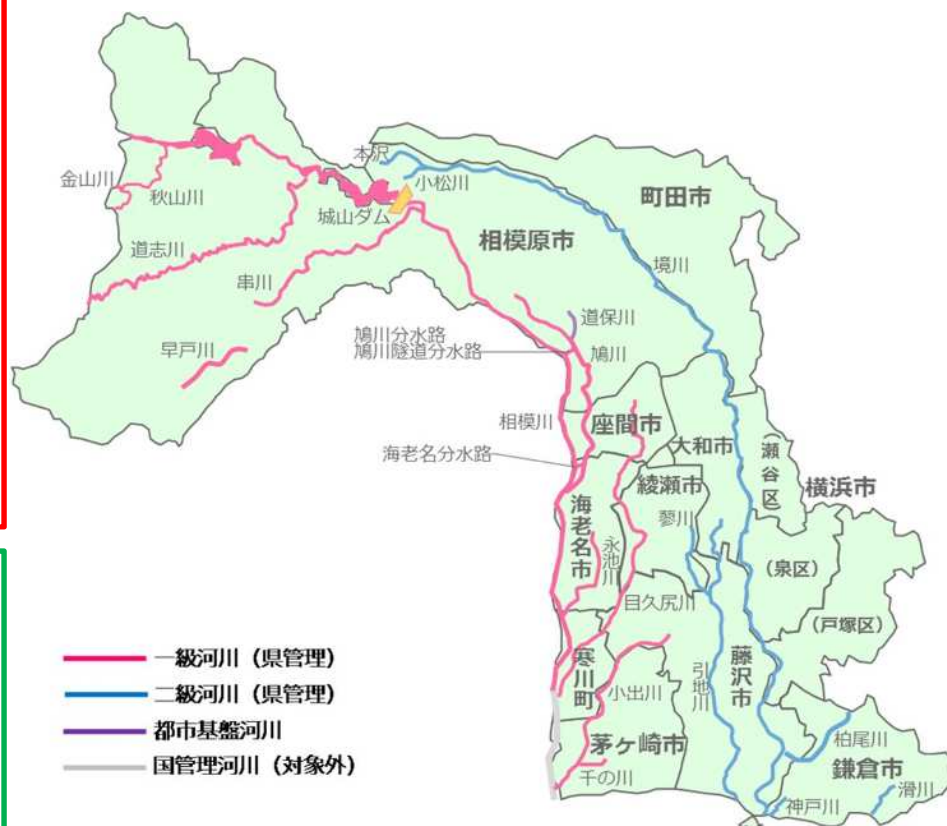 本沢
小松川
町田市
金山川
秋山川
城山ダム
相模原市
道志川
境川
串川
道保川
鳩川分水路
鳩川隧道分水路
鳩川
早戸川
相模川
座間市
大和市
海老名分水路
(瀬谷区)
綾瀬市
横浜市
海老名市
蓼川
永池川
(泉区)
目久尻川
(戸塚区)
一級河川（県管理）
寒川町
藤沢市
二級河川（県管理）
小出川
引地川
都市基盤河川
茅ヶ崎市
柏尾川
国管理河川（対象外）
鎌倉市
千の川
神戸川
滑川